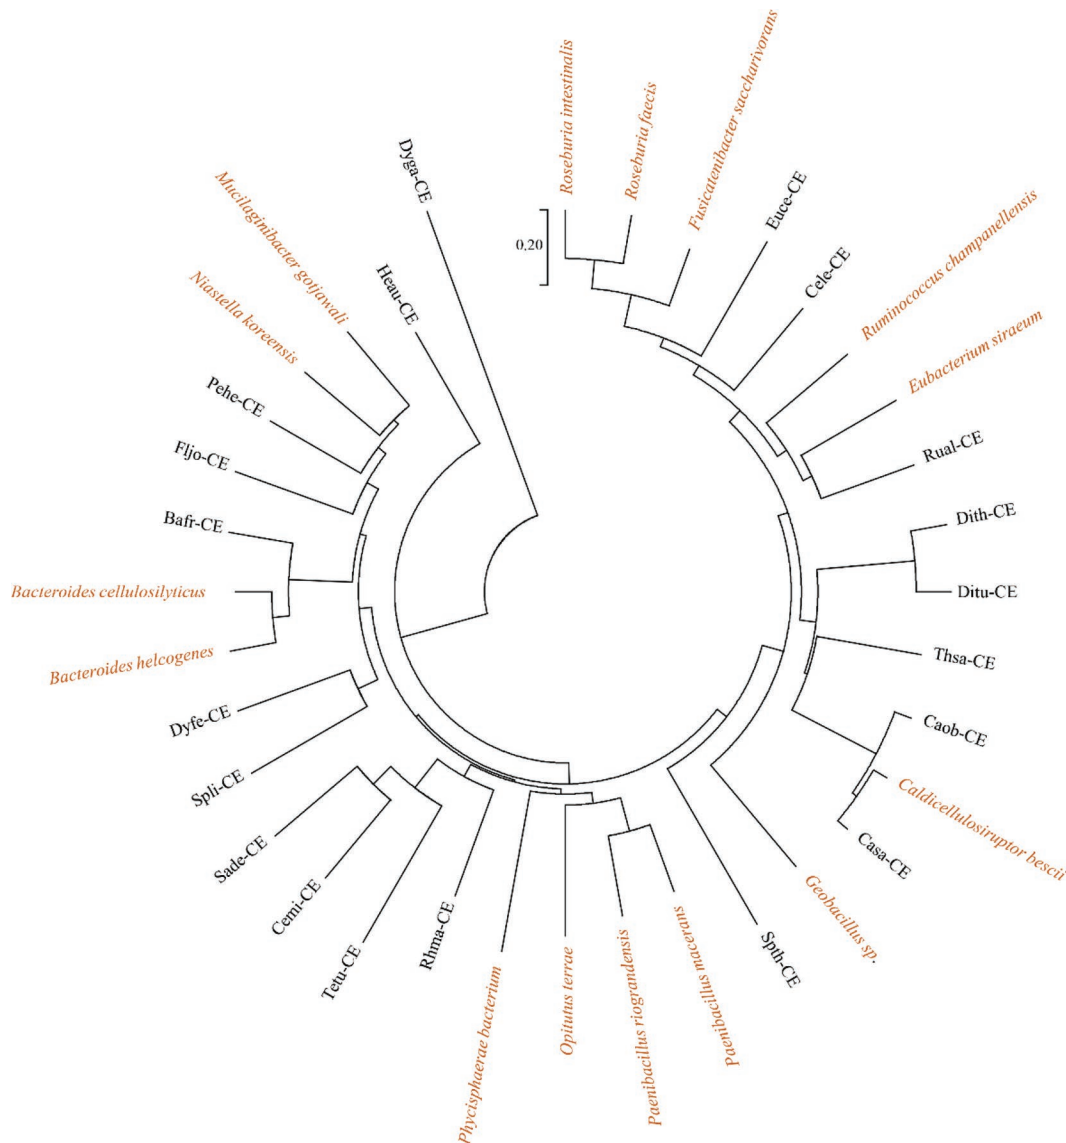 Roseburia intestinalis
Roseburia faecis
Fusicatenibacter saccharivorans
Euce-CE
Cele-CE
Ruminococcus champanellensis
Eubacterium siraeum
Rual-CE
Dith-CE
Ditu-CE
Thsa-CE
Caob-CE
Caldicellulosiruptor bescii
Casa-CE
Geobacillus sp.
Spth-CE
Paenibacillus macerans
Paenibacillus riograndensis
Opitutus terrae
Phycisphaerae bacterium
Rhma-CE
Tetu-CE
Cemi-CE
Sade-CE
Spli-CE
Dyfe-CE
Bacteroides helcogenes
Bacteroides cellulosilyticus
Bafr-CE
Fljo-CE
Pehe-CE
Niastella koreensis
Mucilaginibacter gotjawali
Heau-CE
Dyga-CE
0,20